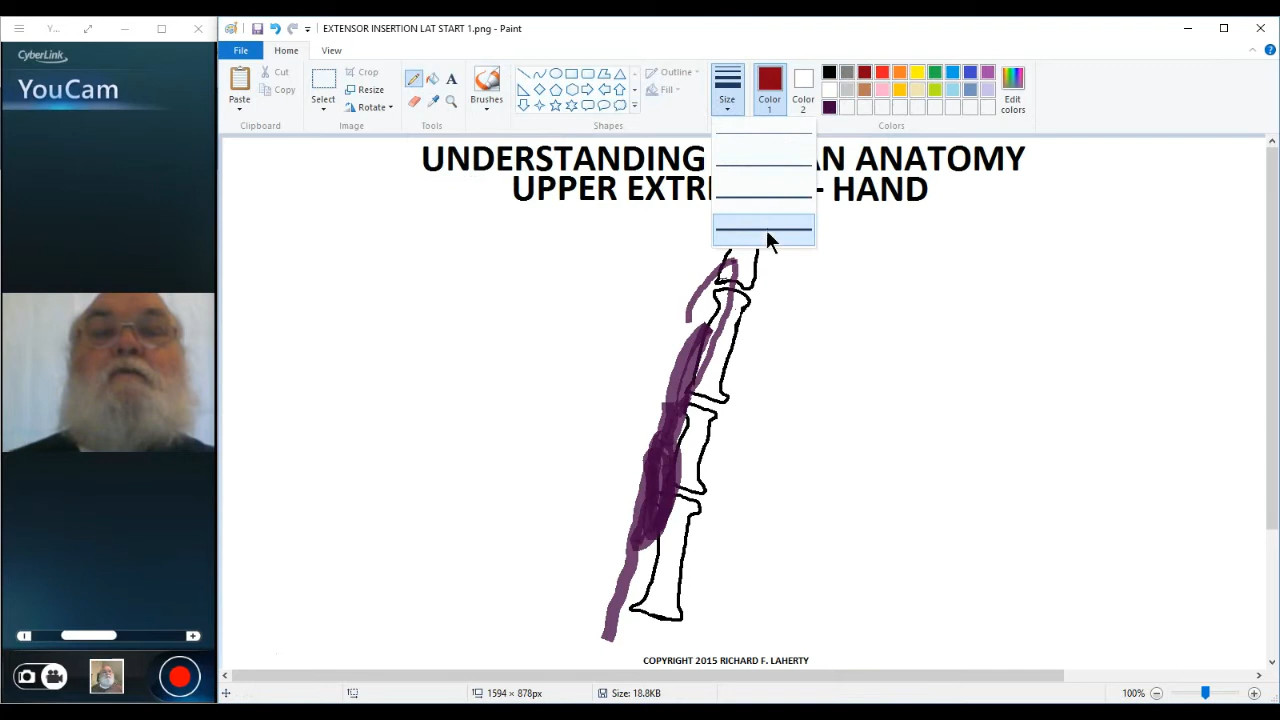 Y...
CyberLink
YouCam
EXTENSOR INSERTION LAT START 1.png - Paint
File
Home
View
Paste
Cut
Copy
Clipboard
Select
Crop
Resize
Rotate
Image
A
Tools
Brushes
Outline
Fill
Shapes
Size
Color
1
Color
2
Edit
colors
Colors
UNDERSTANDING AN ANATOMY
UPPER EXTRE - HAND
COPYRIGHT 2015 RICHARD F. LAHERTY
1594 × 878px
Size: 18.8KB
100%